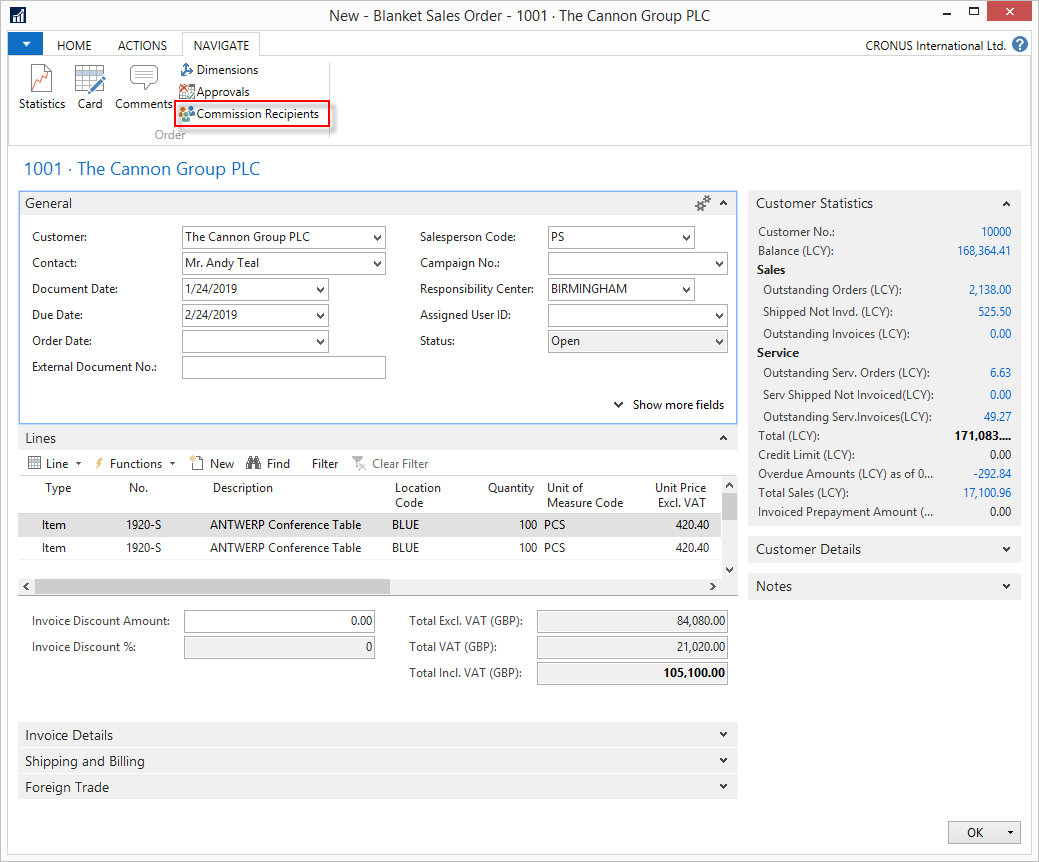 New - Blanket Sales Order - 1001 · The Cannon Group PLC
HOME ACTIONS NAVIGATE
CRONUS International Ltd. ?
Statistics
Card
Comments
Dimensions
Approvals
Commission Recipients
Order
1001 · The Cannon Group PLC
General
Customer: The Cannon Group PLC
Contact: Mr. Andy Teal
Document Date: 1/24/2019
Due Date: 2/24/2019
Order Date:
External Document No.:
Salesperson Code: PS
Campaign No.:
Responsibility Center: BIRMINGHAM
Assigned User ID:
Status: Open
Show more fields
Lines
Line Functions New Find Filter Clear Filter
Type No. Description Location Code Quantity Unit of Measure Code Unit Price Excl. VAT
Item 1920-S ANTWERP Conference Table BLUE 100 PCS 420.40
Item 1920-S ANTWERP Conference Table BLUE 100 PCS 420.40
Invoice Discount Amount: 0.00
Invoice Discount %: 0
Total Excl. VAT (GBP): 84,080.00
Total VAT (GBP): 21,020.00
Total Incl. VAT (GBP): 105,100.00
Invoice Details
Shipping and Billing
Foreign Trade
Customer Statistics
Customer No.: 10000
Balance (LCY): 168,364.41
Sales
Outstanding Orders (LCY): 2,138.00
Shipped Not Invd. (LCY): 525.50
Outstanding Invoices (LCY): 0.00
Service
Outstanding Serv. Orders (LCY): 6.63
Serv Shipped Not Invoiced(LCY): 0.00
Outstanding Serv.Invoices(LCY): 49.27
Total (LCY): 171,083....
Credit Limit (LCY): 0.00
Overdue Amounts (LCY) as of 0... -292.84
Total Sales (LCY): 17,100.96
Invoiced Prepayment Amount (... 0.00
Customer Details
Notes
OK